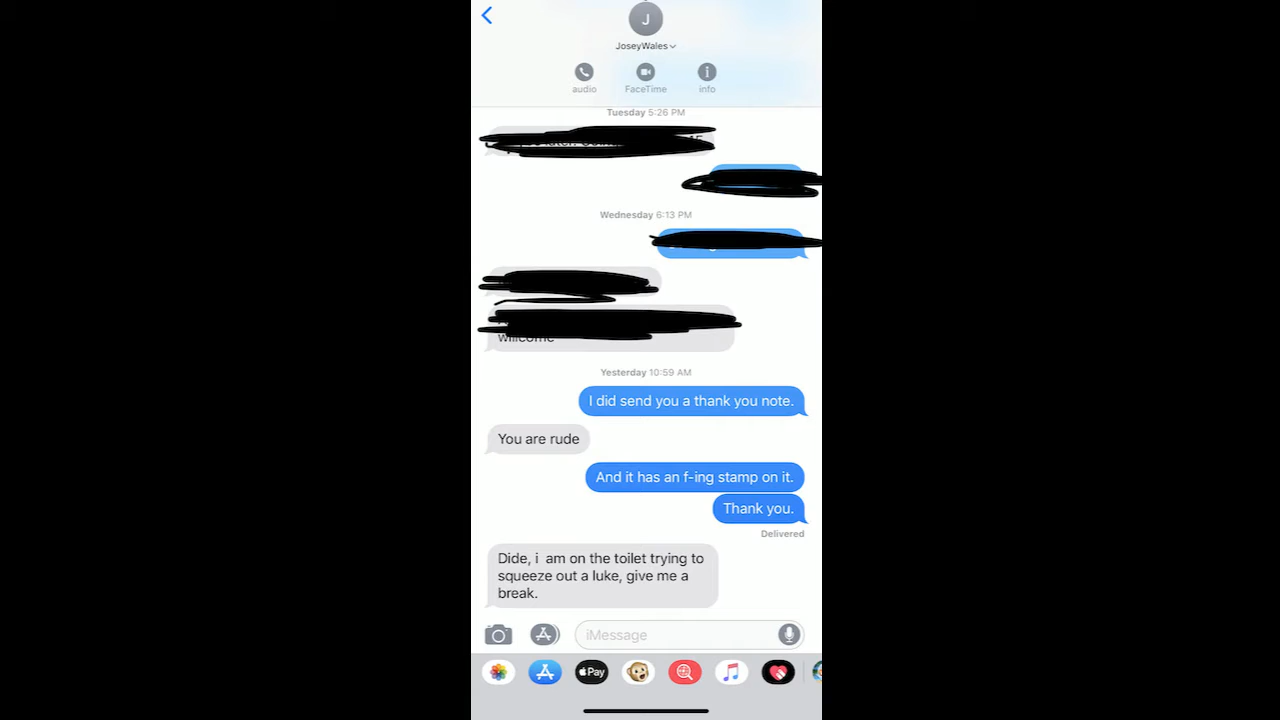 J
JoseyWales
audio FaceTime info
Tuesday 5:26 PM
Wednesday 6:13 PM
willcome
Yesterday 10:59 AM
I did send you a thank you note.
You are rude
And it has an f-ing stamp on it.
Thank you.
Delivered
Dide, i am on the toilet trying to
squeeze out a luke, give me a
break.
iMessage
Pay